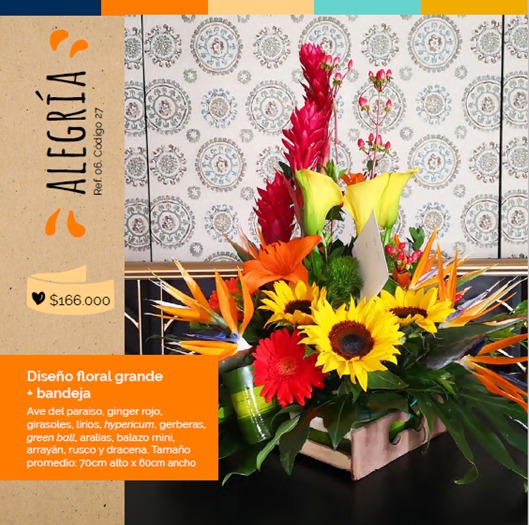 ALEGRÍA
Ref 06. Código 27
$166.000
Diseño floral grande
+ bandeja
Ave del paraíso, ginger rojo,
girasoles, lirios, hypericum, gerberas,
green ball, aralias, balazo mini,
arrayán, rusco y dracena. Tamaño
promedio: 70cm alto x 60cm ancho